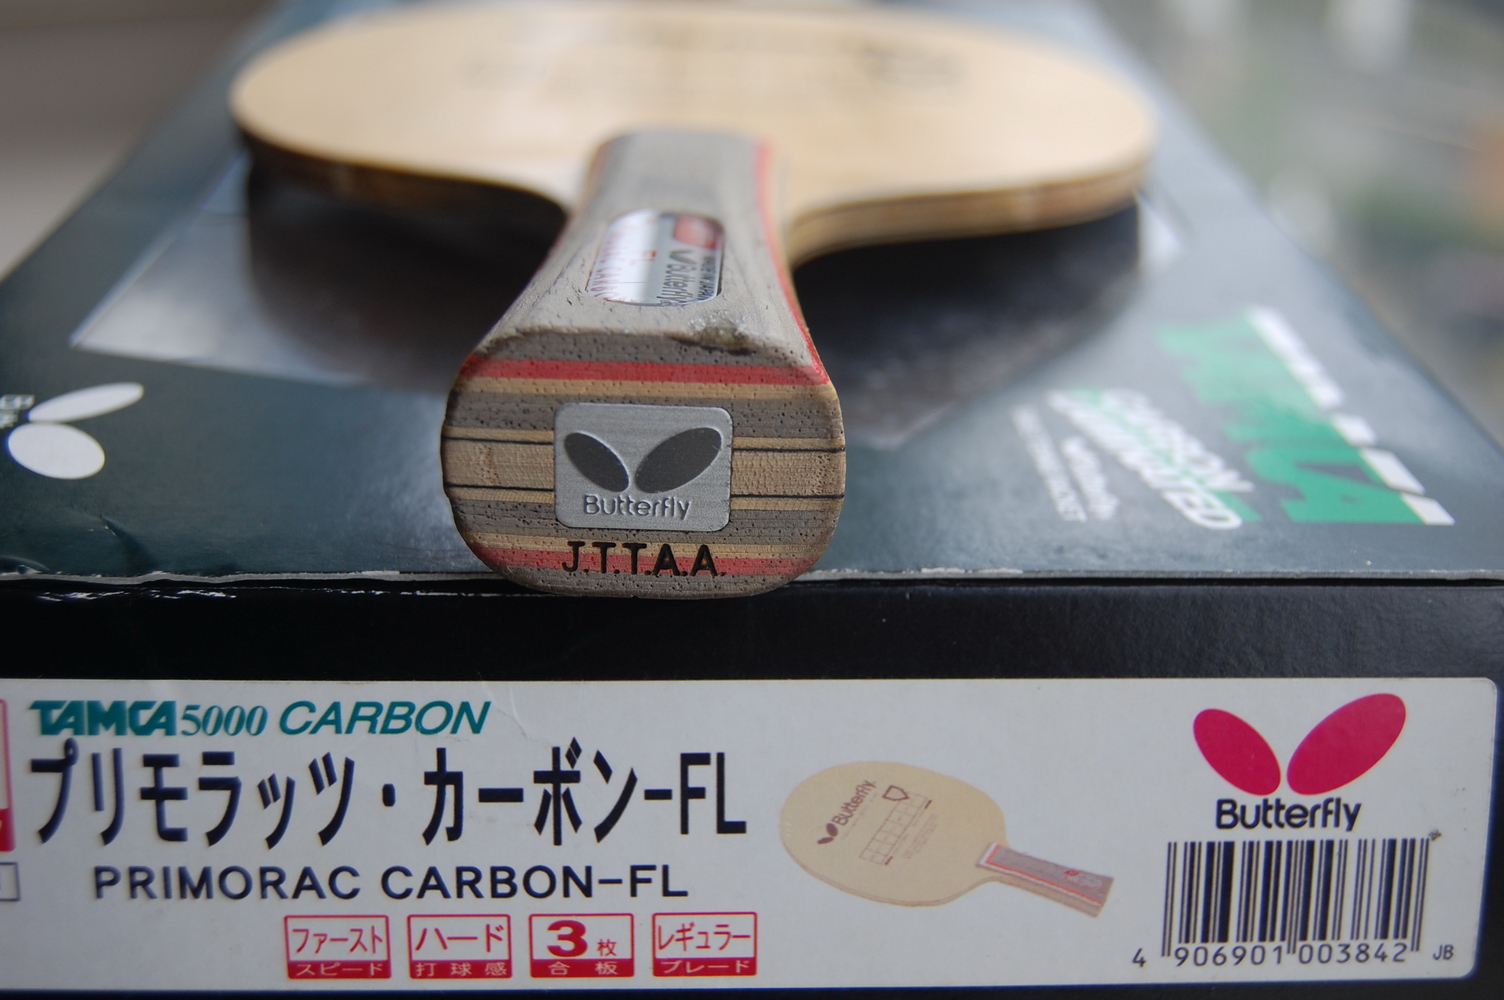 Butterfly
J.T.T.A.A.
TAMCA
CARBON
TAMCA5000 CARBON
プリモラッツ・カーボン-FL
PRIMORAC CARBON-FL
ファースト
スピード
ハード
打球感
3枚
合板
レギュラー
ブレード
Butterfly
Butterfly
4 906901 003842
JB